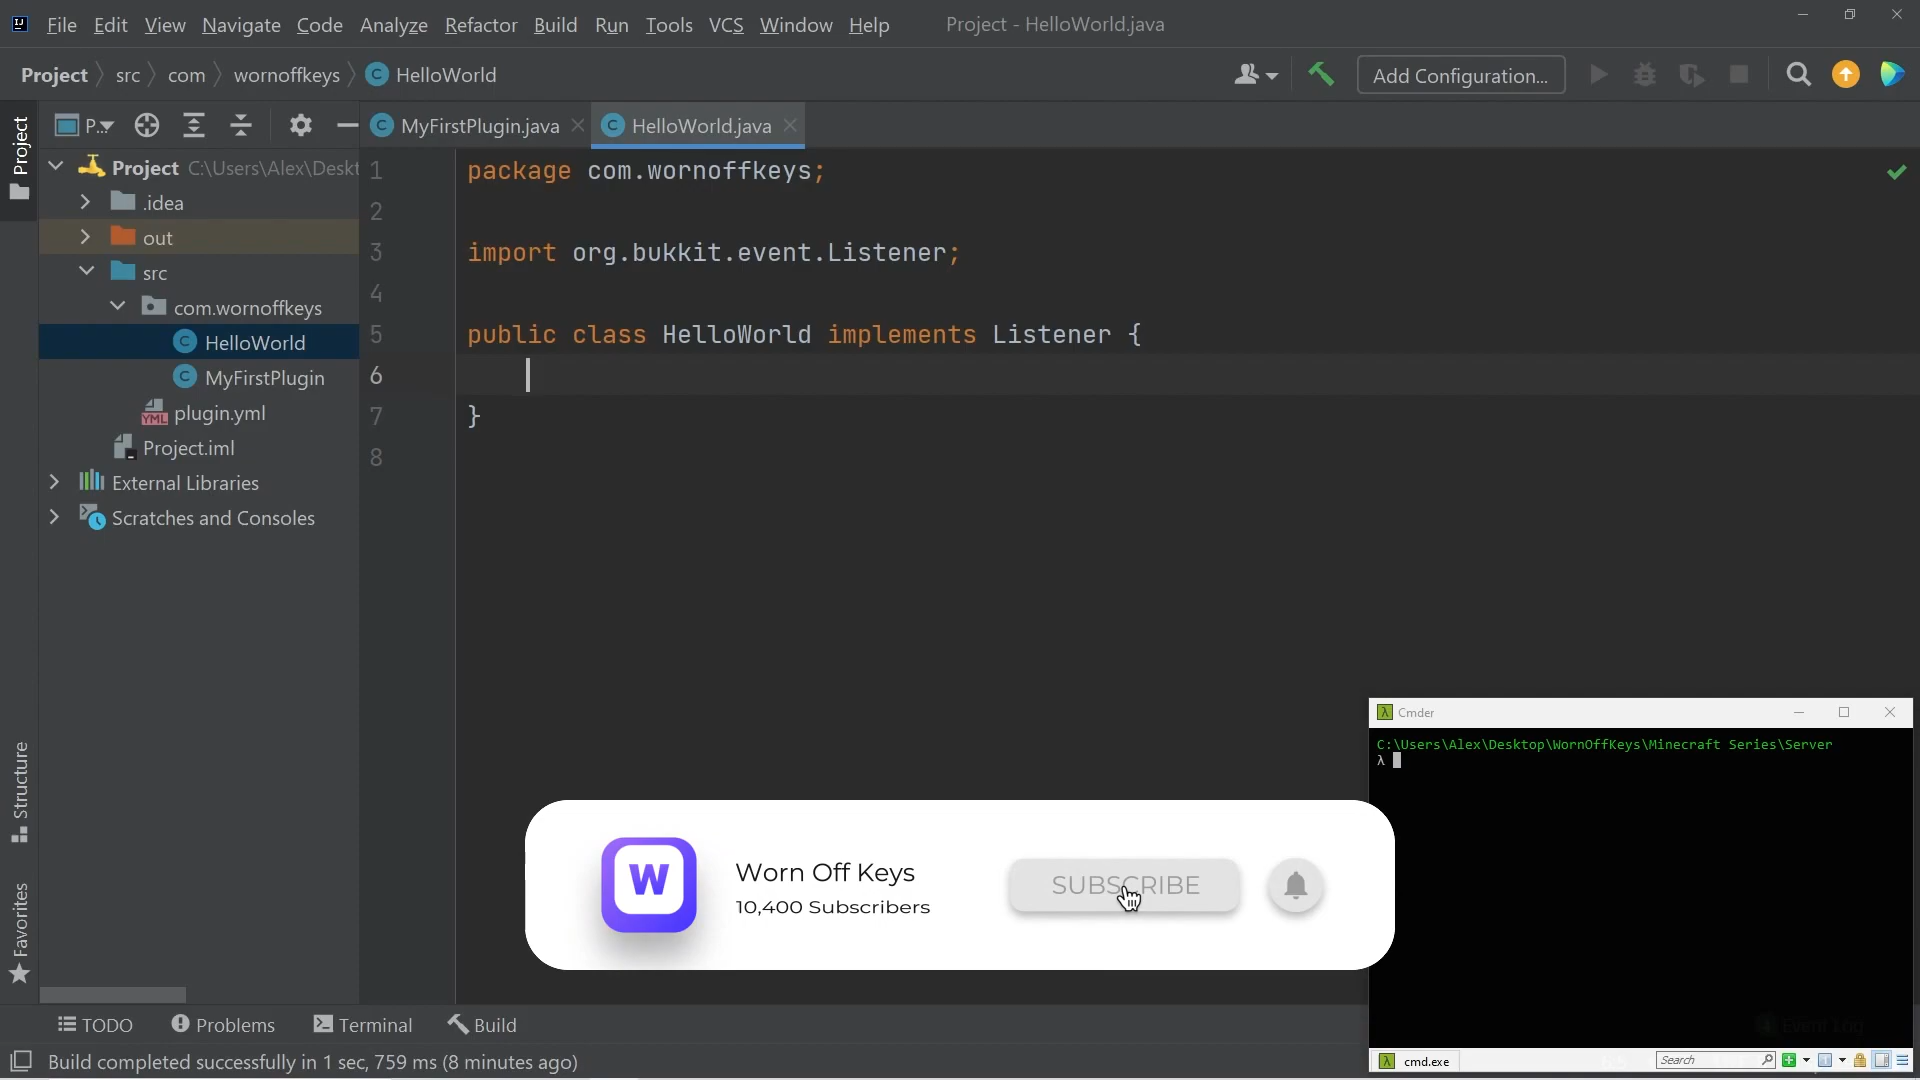 File Edit View Navigate Code Analyze Refactor Build Run Tools VCS Window Help Project - HelloWorld.java
Project src com wornoffkeys HelloWorld Add Configuration...
P... MyFirstPlugin.java HelloWorld.java
Project
Project C:\Users\Alex\Deskt
.idea
out
src
com.wornoffkeys
HelloWorld
MyFirstPlugin
plugin.yml
Project.iml
External Libraries
Scratches and Consoles
1 package com.wornoffkeys;
2
3 import org.bukkit.event.Listener;
4
5 public class HelloWorld implements Listener {
6
7 }
8
Structure
Favorites
Cmder
C:\Users\Alex\Desktop\WornOffKeys\Minecraft Series\Server
λ
W
Worn Off Keys
10,400 Subscribers
SUBSCRIBE
TODO Problems Terminal Build
Event Log
Build completed successfully in 1 sec, 759 ms (8 minutes ago)
cmd.exe Search